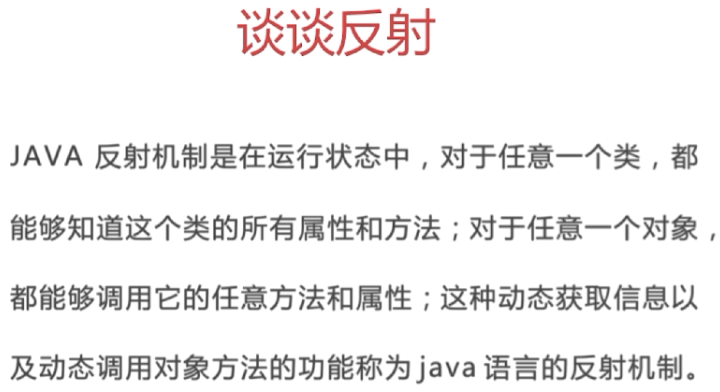 谈谈反射
JAVA 反射机制是在运行状态中，对于任意一个类，都
能够知道这个类的所有属性和方法；对于任意一个对象，
都能够调用它的任意方法和属性；这种动态获取信息以
及动态调用对象方法的功能称为 java 语言的反射机制。